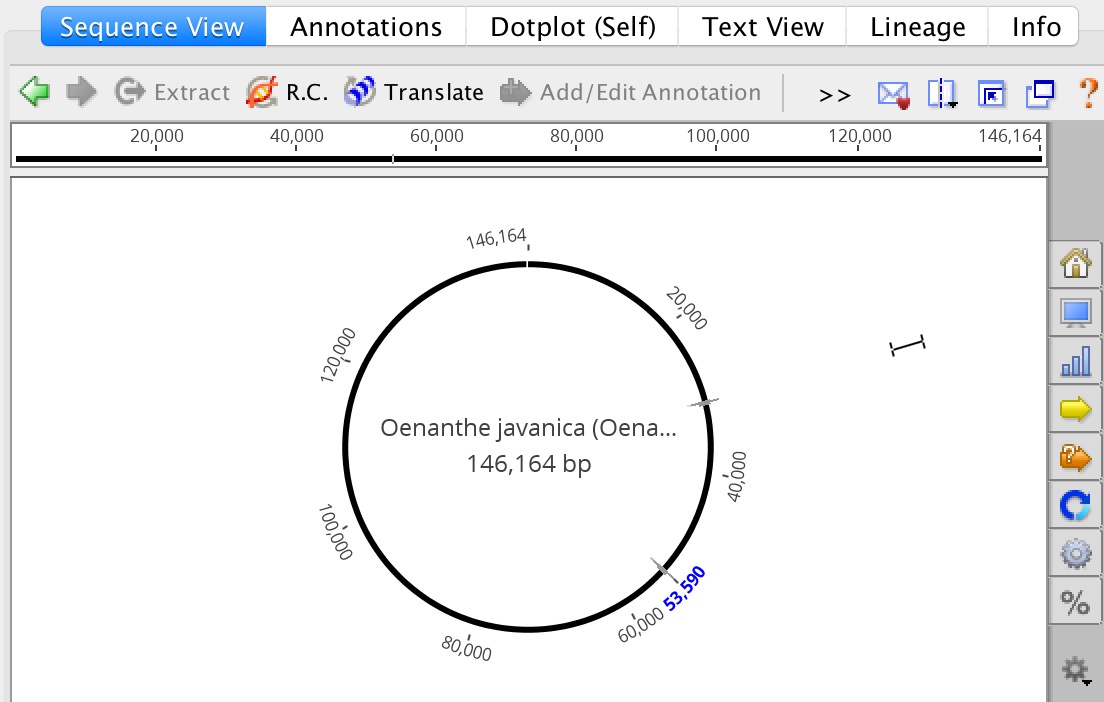 Sequence View Annotations Dotplot (Self) Text View Lineage Info
Extract R.C. Translate Add/Edit Annotation >> ?
20,000 40,000 60,000 80,000 100,000 120,000 146,164
146,164
20,000
120,000
Oenanthe javanica (Oena...
146,164 bp
40,000
100,000
53,590
60,000
80,000
%